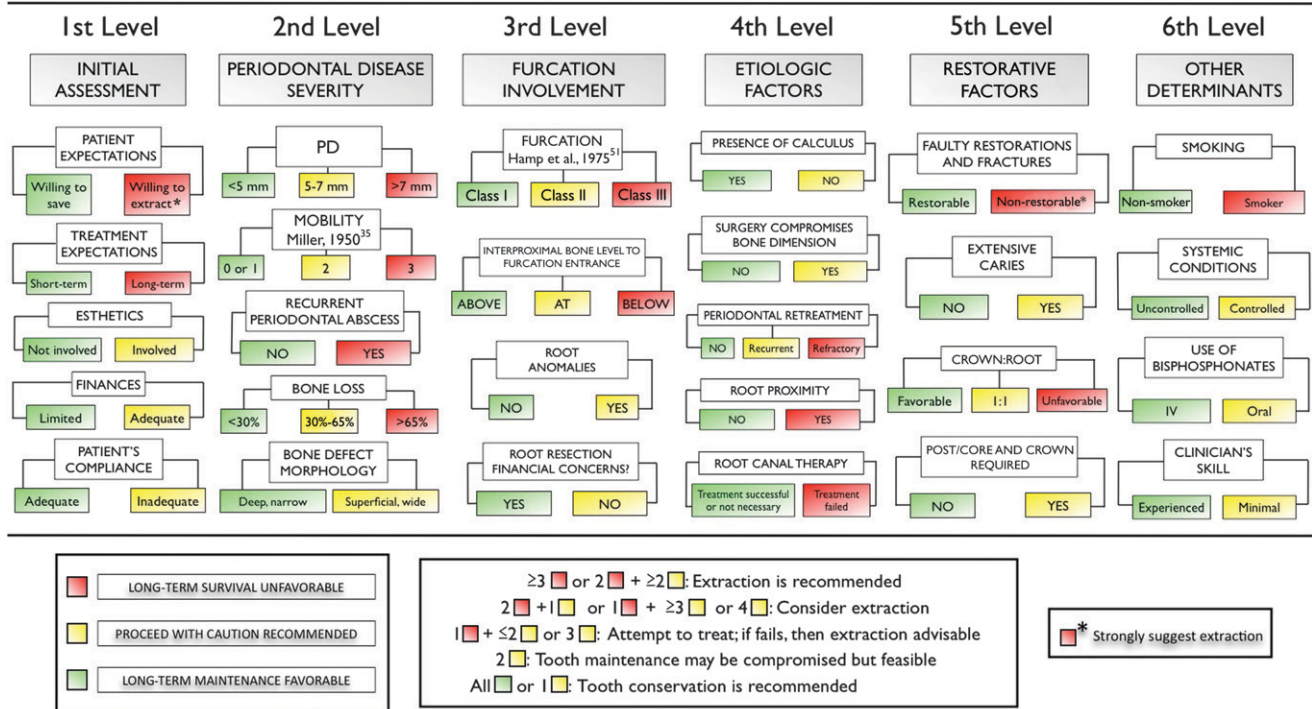 1st Level
INITIAL
ASSESSMENT
PATIENT
EXPECTATIONS
Willing to
save
Willing to
extract*
TREATMENT
EXPECTATIONS
Short-term
Long-term
ESTHETICS
Not involved
Involved
FINANCES
Limited
Adequate
PATIENT'S
COMPLIANCE
Adequate
Inadequate
2nd Level
PERIODONTAL DISEASE
SEVERITY
PD
<5 mm
5-7 mm
>7 mm
MOBILITY
Miller, 1950³⁵
0 or 1
2
3
RECURRENT
PERIODONTAL ABSCESS
NO
YES
BONE LOSS
<30%
30%-65%
>65%
BONE DEFECT
MORPHOLOGY
Deep, narrow
Superficial, wide
3rd Level
FURCATION
INVOLVEMENT
FURCATION
Hamp et al., 1975⁵¹
Class I
Class II
Class III
INTERPROXIMAL BONE LEVEL TO
FURCATION ENTRANCE
ABOVE
AT
BELOW
ROOT
ANOMALIES
NO
YES
ROOT RESECTION
FINANCIAL CONCERNS?
YES
NO
4th Level
ETIOLOGIC
FACTORS
PRESENCE OF CALCULUS
YES
NO
SURGERY COMPROMISES
BONE DIMENSION
NO
YES
PERIODONTAL RETREATMENT
NO
Recurrent
Refractory
ROOT PROXIMITY
NO
YES
ROOT CANAL THERAPY
Treatment successful
or not necessary
Treatment
failed
5th Level
RESTORATIVE
FACTORS
FAULTY RESTORATIONS
AND FRACTURES
Restorable
Non-restorable*
EXTENSIVE
CARIES
NO
YES
CROWN:ROOT
Favorable
1:1
Unfavorable
POST/CORE AND CROWN
REQUIRED
NO
YES
6th Level
OTHER
DETERMINANTS
SMOKING
Non-smoker
Smoker
SYSTEMIC
CONDITIONS
Uncontrolled
Controlled
USE OF
BISPHOSPHONATES
IV
Oral
CLINICIAN'S
SKILL
Experienced
Minimal
LONG-TERM SURVIVAL UNFAVORABLE
PROCEED WITH CAUTION RECOMMENDED
LONG-TERM MAINTENANCE FAVORABLE
≥3 or 2 + ≥2 : Extraction is recommended
2 +1 or 1 + ≥3 or 4 : Consider extraction
1 + ≤2 or 3 : Attempt to treat; if fails, then extraction advisable
2 : Tooth maintenance may be compromised but feasible
All or 1 : Tooth conservation is recommended
* Strongly suggest extraction